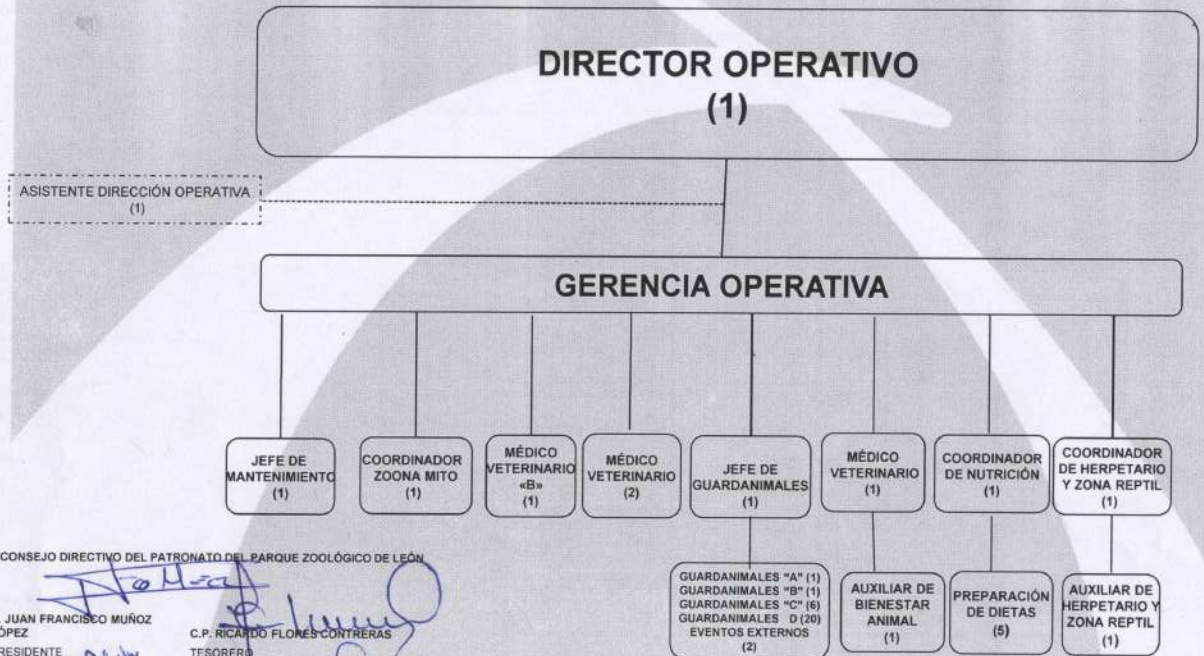 DIRECTOR OPERATIVO
(1)
ASISTENTE DIRECCIÓN OPERATIVA
(1)
GERENCIA OPERATIVA
JEFE DE
MANTENIMIENTO
(1)
COORDINADOR
ZOONA MITO
(1)
MÉDICO
VETERINARIO
«B»
(1)
MÉDICO
VETERINARIO
(2)
JEFE DE
GUARDANIMALES
(1)
MÉDICO
VETERINARIO
(1)
COORDINADOR
DE NUTRICIÓN
(1)
COORDINADOR
DE HERPETARIO
Y ZONA REPTIL
(1)
GUARDANIMALES "A" (1)
GUARDANIMALES "B" (1)
GUARDANIMALES "C" (6)
GUARDANIMALES D (20)
EVENTOS EXTERNOS
(2)
AUXILIAR DE
BIENESTAR
ANIMAL
(1)
PREPARACIÓN
DE DIETAS
(5)
AUXILIAR DE
HERPETARIO Y
ZONA REPTIL
(1)
CONSEJO DIRECTIVO DEL PATRONATO DEL PARQUE ZOOLÓGICO DE LEÓN
JUAN FRANCISCO MUÑOZ
C.P. RICARDO FLORES CONTRERAS
TESORERO